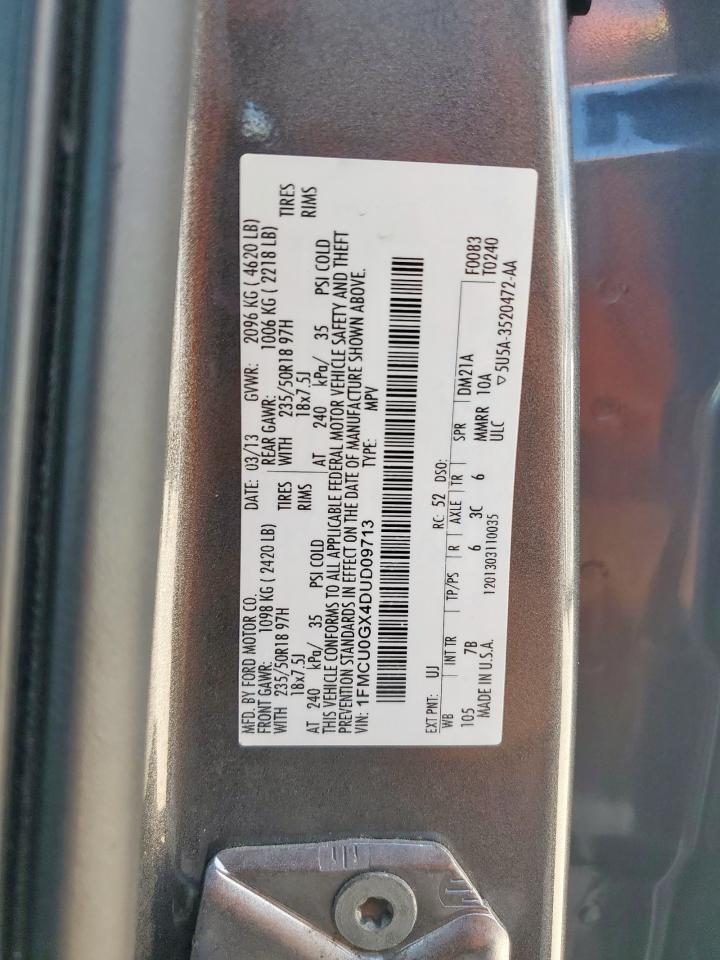 MFD. BY FORD MOTOR CO.
DATE: 03/13 GVWR: 2096 KG ( 4620 LB)
FRONT GAWR: 1098 KG ( 2420 LB) REAR GAWR: 1006 KG ( 2218 LB)
WITH 235/50R18 97H TIRES WITH 235/50R18 97H TIRES
18x7.5J RIMS 18x7.5J RIMS
AT 240 kPa/ 35 PSI COLD AT 240 kPa/ 35 PSI COLD
THIS VEHICLE CONFORMS TO ALL APPLICABLE FEDERAL MOTOR VEHICLE SAFETY AND THEFT
PREVENTION STANDARDS IN EFFECT ON THE DATE OF MANUFACTURE SHOWN ABOVE.
VIN: 1FMCU0GX4DUD09713 TYPE: MPV
F0083
T0240
EXT PNT: UJ RC: 52 DSO:
WB INT TR TP/PS R AXLE TR SPR DM21A
105 7B 6 3C 6 MMRR 10A
MADE IN U.S.A. 1201303110035 ULC ▽5U5A-3520472-AA